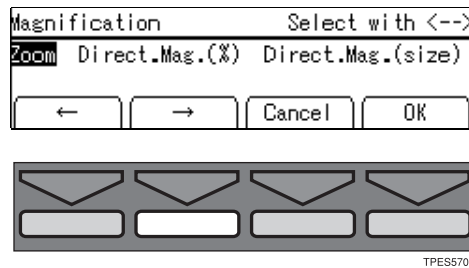 Magnification Select with <-->
Zoom Direct.Mag.(%) Direct.Mag.(size)
← → Cancel OK
TPES570